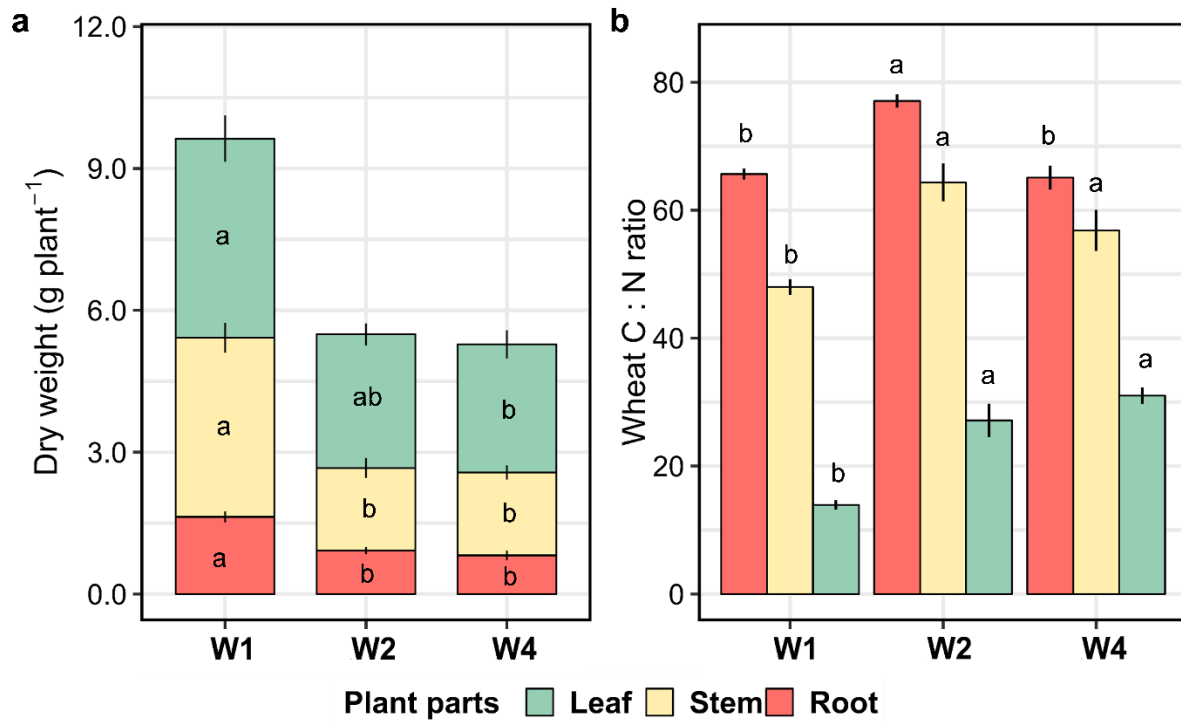 a
Dry weight (g plant⁻¹)
12.0
9.0
6.0
3.0
0.0
a
a
a
ab
b
b
b
b
b
W1 W2 W4
b
Wheat C : N ratio
80
60
40
20
0
b
b
b
a
a
a
b
a
a
W1 W2 W4
Plant parts Leaf Stem Root